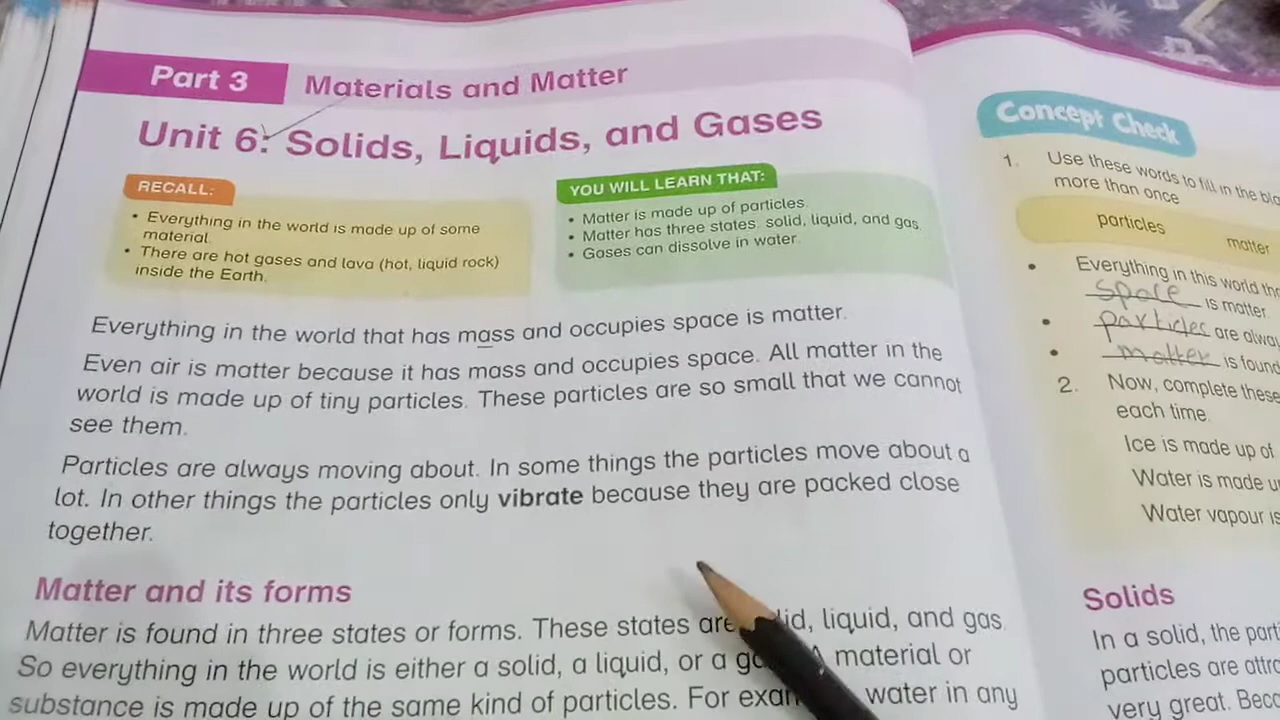 Part 3 Materials and Matter
Unit 6: Solids, Liquids, and Gases
RECALL:
• Everything in the world is made up of some
material.
• There are hot gases and lava (hot, liquid rock)
inside the Earth.
YOU WILL LEARN THAT:
• Matter is made up of particles.
• Matter has three states: solid, liquid, and gas.
• Gases can dissolve in water.
Everything in the world that has mass and occupies space is matter.
Even air is matter because it has mass and occupies space. All matter in the
world is made up of tiny particles. These particles are so small that we cannot
see them.
Particles are always moving about. In some things the particles move about a
lot. In other things the particles only vibrate because they are packed close
together.
Matter and its forms
Matter is found in three states or forms. These states are liquid, and gas.
So everything in the world is either a solid, a liquid, or a A material or
substance is made up of the same kind of particles. For water in any
Concept Check
1. Use these words to fill in the
more than once
particles matter
• Everything in this world
space is matter.
• particles are
• matter is found
2. Now, complete these
each time.
Ice is made up of
Water is made
Water vapour is
Solids
In a solid, the
particles are
very great.